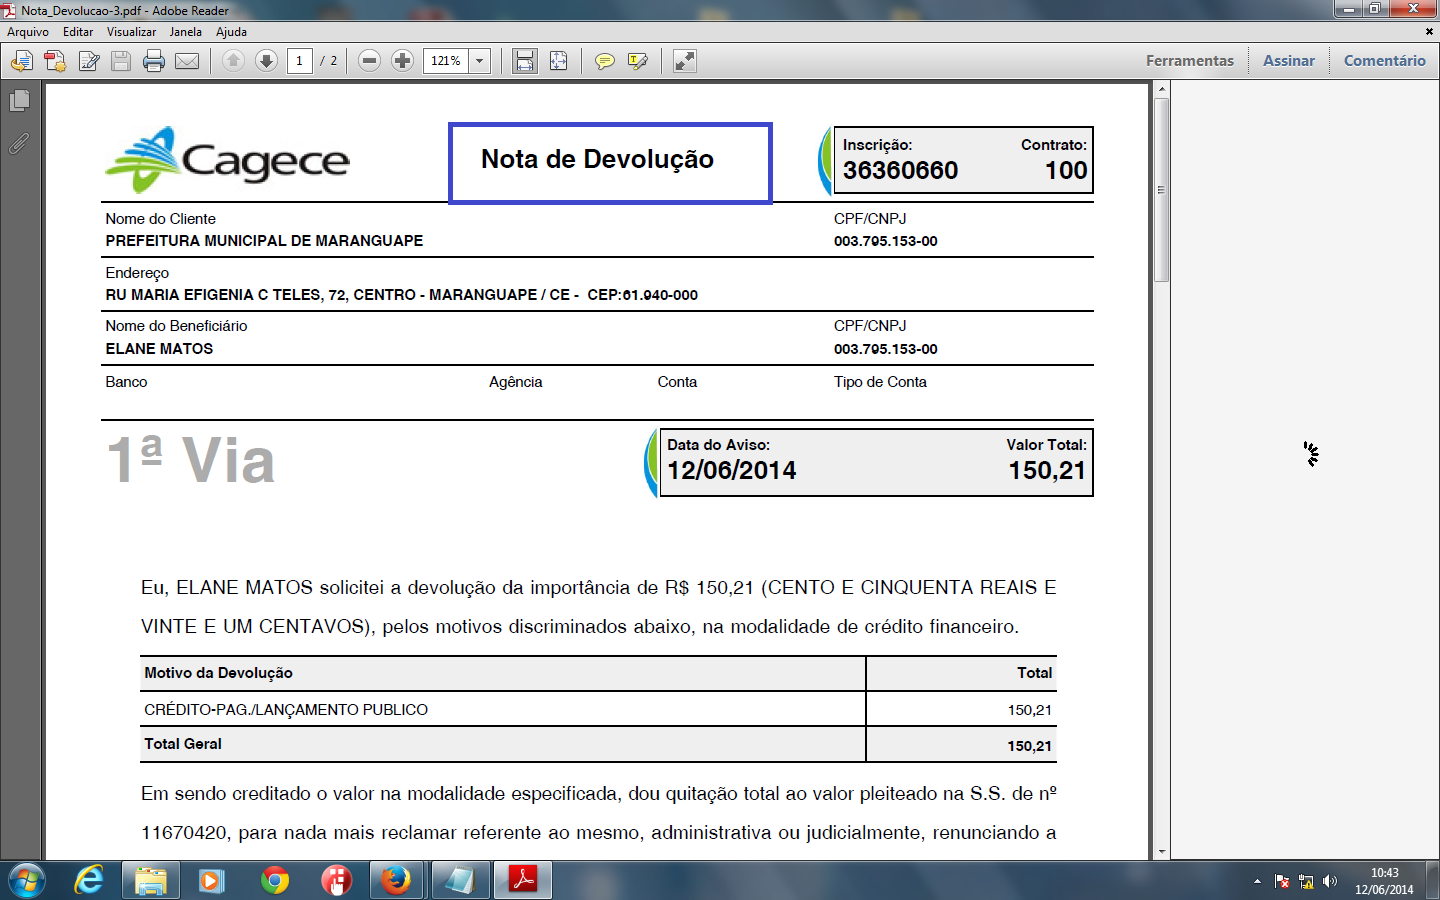 Nota_Devolucao-3.pdf - Adobe Reader
Arquivo Editar Visualizar Janela Ajuda
1 / 2 121% Ferramentas Assinar Comentário
Cagece
Nota de Devolução
Inscrição: Contrato:
36360660 100
Nome do Cliente CPF/CNPJ
PREFEITURA MUNICIPAL DE MARANGUAPE 003.795.153-00
Endereço
RU MARIA EFIGENIA C TELES, 72, CENTRO - MARANGUAPE / CE - CEP:61.940-000
Nome do Beneficiário CPF/CNPJ
ELANE MATOS 003.795.153-00
Banco Agência Conta Tipo de Conta
1ª Via
Data do Aviso: Valor Total:
12/06/2014 150,21
Eu, ELANE MATOS solicitei a devolução da importância de R$ 150,21 (CENTO E CINQUENTA REAIS E
VINTE E UM CENTAVOS), pelos motivos discriminados abaixo, na modalidade de crédito financeiro.
Motivo da Devolução Total
CRÉDITO-PAG./LANÇAMENTO PUBLICO 150,21
Total Geral 150,21
Em sendo creditado o valor na modalidade especificada, dou quitação total ao valor pleiteado na S.S. de nº
11670420, para nada mais reclamar referente ao mesmo, administrativa ou judicialmente, renunciando a
10:43
12/06/2014